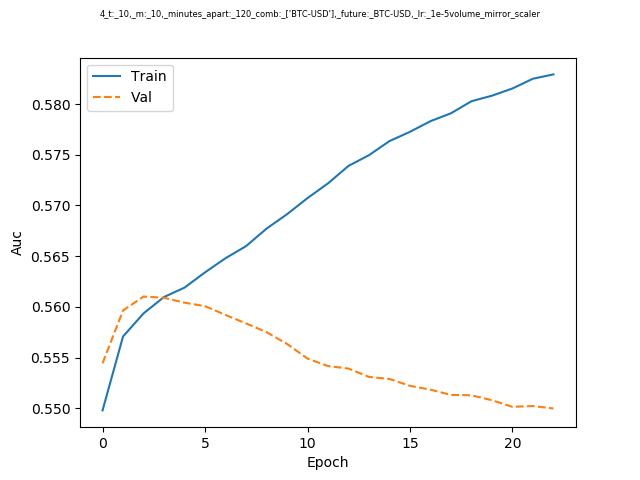 4_t:_10,_m:_10,_minutes_apart:_120_comb:_['BTC-USD'],_future:_BTC-USD,_lr:_1e-5volume_mirror_scaler
Train
Val
0.580
0.575
0.570
0.565
0.560
0.555
0.550
Auc
0 5 10 15 20
Epoch